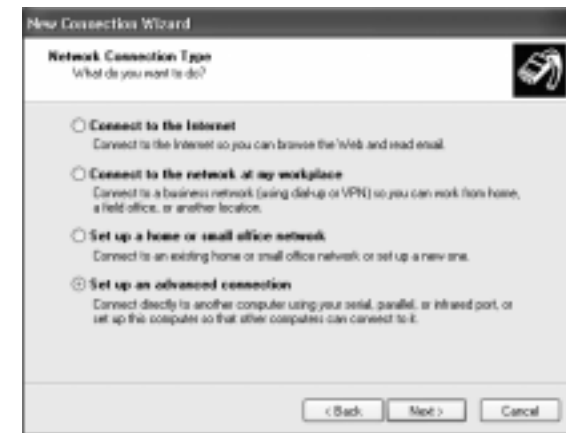 New Connection Wizard
Network Connection Type
What do you want to do?
Connect to the Internet
Connect to the Internet so you can browse the Web and read email.
Connect to the network at my workplace
Connect to a business network (using dial-up or VPN) so you can work from home,
a field office, or another location.
Set up a home or small office network
Connect to an existing home or small office network or set up a new one.
Set up an advanced connection
Connect directly to another computer using your serial, parallel, or infrared port, or
set up this computer so that other computers can connect to it.
< Back Next > Cancel